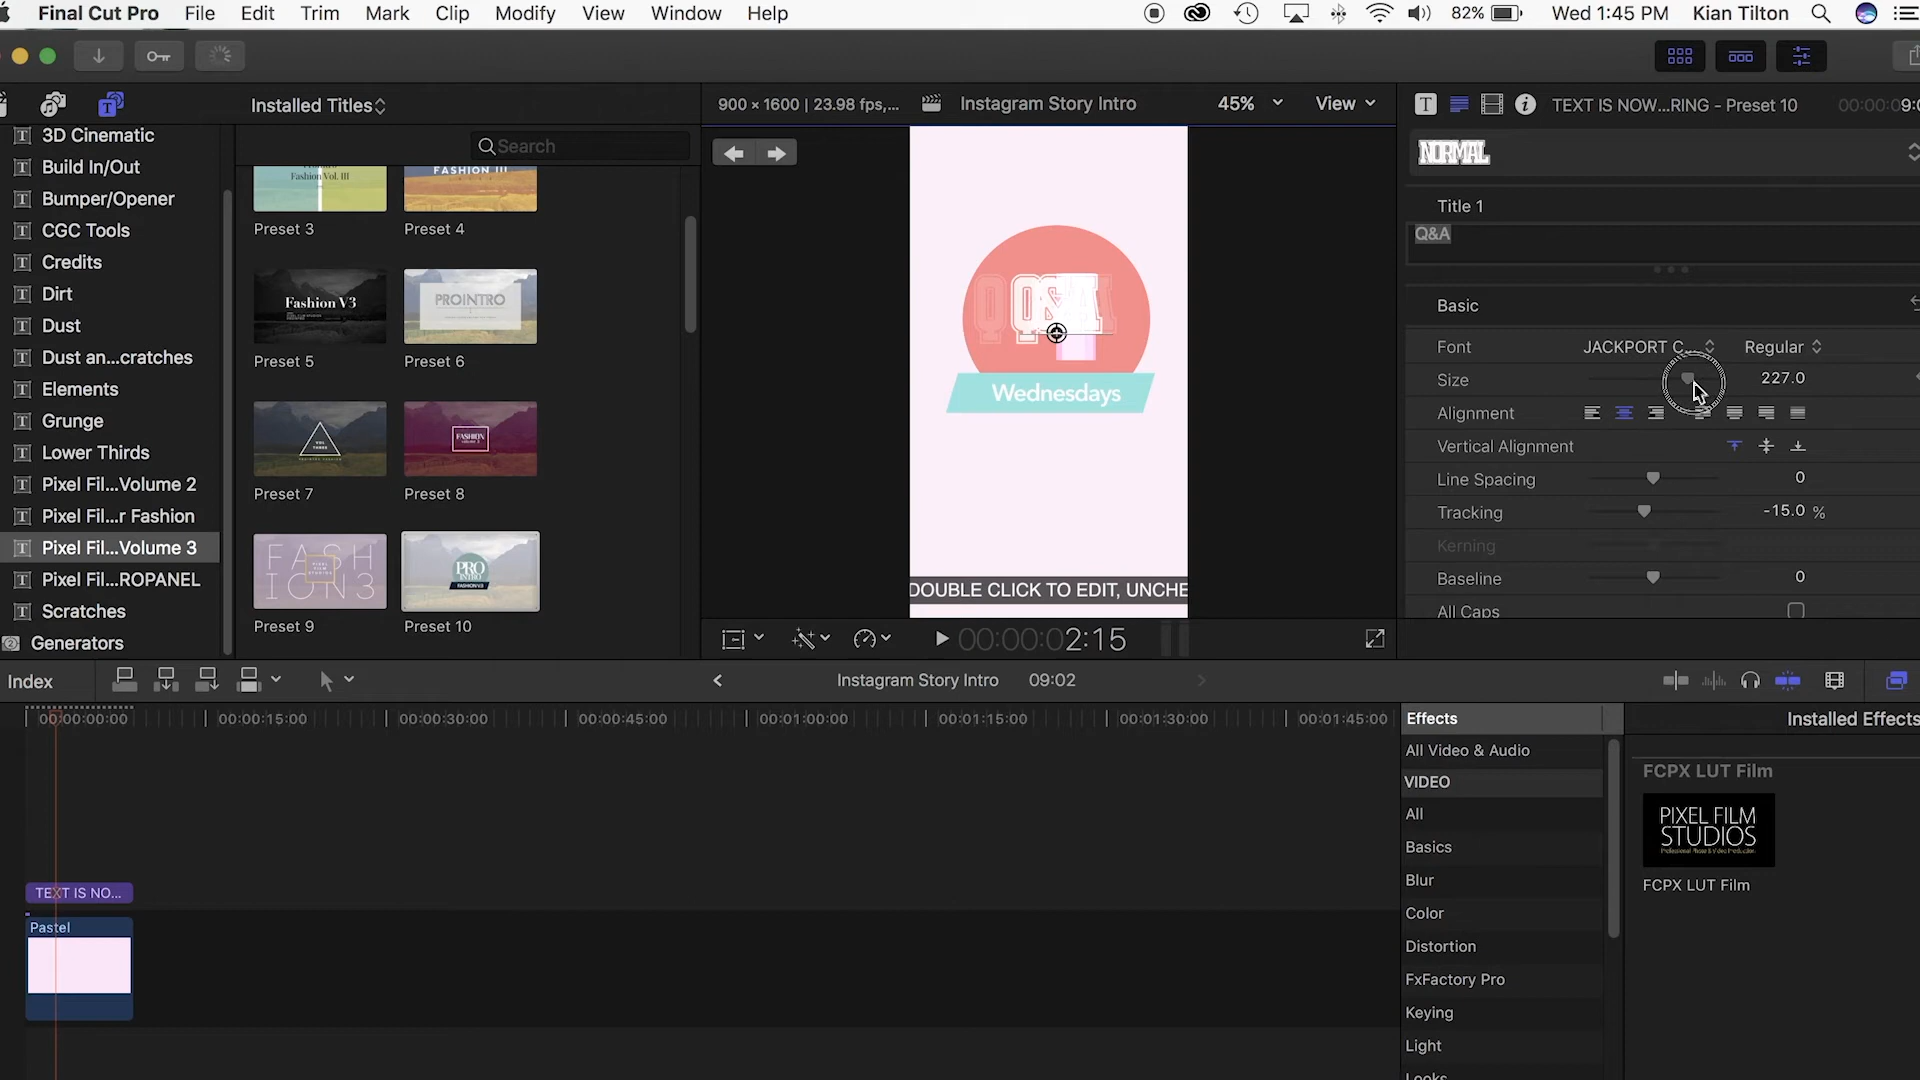 Final Cut Pro File Edit Trim Mark Clip Modify View Window Help 82% Wed 1:45 PM Kian Tilton
Installed Titles
900 × 1600 | 23.98 fps,... Instagram Story Intro 45% View
TEXT IS NOW...RING - Preset 10
Search
3D Cinematic
Build In/Out
Bumper/Opener
CGC Tools
Credits
Dirt
Dust
Dust an...cratches
Elements
Grunge
Lower Thirds
Pixel Fil...Volume 2
Pixel Fil...r Fashion
Pixel Fil...Volume 3
Pixel Fil...ROPANEL
Scratches
Generators
Fashion Vol. III
FASHION III
Preset 3
Preset 4
Fashion V3
PROINTRO
Preset 5
Preset 6
FASHION
Preset 7
Preset 8
FASH
ION3
PRO
INTRO
FASHION V3
Preset 9
Preset 10
Q&A
Wednesdays
DOUBLE CLICK TO EDIT, UNCHE
00:00:02:15
NORMAL
Title 1
Q&A
Basic
Font JACKPORT C... Regular
Size 227.0
Alignment
Vertical Alignment
Line Spacing 0
Tracking -15.0 %
Kerning
Baseline 0
All Caps
Index
Instagram Story Intro 09:02
00:00:00:00 00:00:15:00 00:00:30:00 00:00:45:00 00:01:00:00 00:01:15:00 00:01:30:00 00:01:45:00
TEXT IS NO...
Pastel
Effects
Installed Effects
All Video & Audio
VIDEO
All
Basics
Blur
Color
Distortion
FxFactory Pro
Keying
Light
Looks
FCPX LUT Film
PIXEL FILM
STUDIOS
FCPX LUT Film